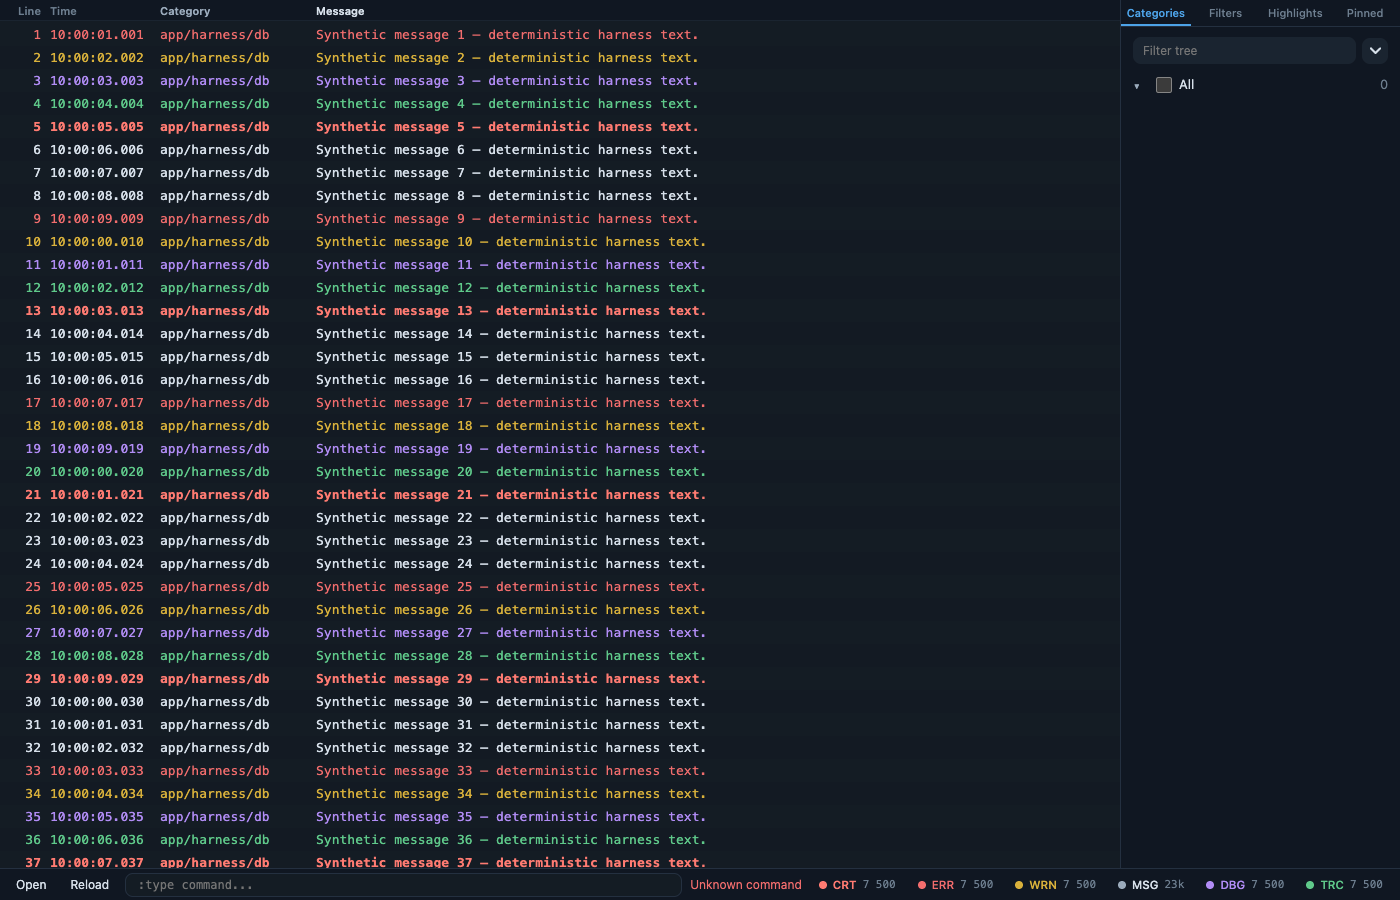 Line Time Category Message
1 10:00:01.001 app/harness/db Synthetic message 1 — deterministic harness text.
2 10:00:02.002 app/harness/db Synthetic message 2 — deterministic harness text.
3 10:00:03.003 app/harness/db Synthetic message 3 — deterministic harness text.
4 10:00:04.004 app/harness/db Synthetic message 4 — deterministic harness text.
5 10:00:05.005 app/harness/db Synthetic message 5 — deterministic harness text.
6 10:00:06.006 app/harness/db Synthetic message 6 — deterministic harness text.
7 10:00:07.007 app/harness/db Synthetic message 7 — deterministic harness text.
8 10:00:08.008 app/harness/db Synthetic message 8 — deterministic harness text.
9 10:00:09.009 app/harness/db Synthetic message 9 — deterministic harness text.
10 10:00:00.010 app/harness/db Synthetic message 10 — deterministic harness text.
11 10:00:01.011 app/harness/db Synthetic message 11 — deterministic harness text.
12 10:00:02.012 app/harness/db Synthetic message 12 — deterministic harness text.
13 10:00:03.013 app/harness/db Synthetic message 13 — deterministic harness text.
14 10:00:04.014 app/harness/db Synthetic message 14 — deterministic harness text.
15 10:00:05.015 app/harness/db Synthetic message 15 — deterministic harness text.
16 10:00:06.016 app/harness/db Synthetic message 16 — deterministic harness text.
17 10:00:07.017 app/harness/db Synthetic message 17 — deterministic harness text.
18 10:00:08.018 app/harness/db Synthetic message 18 — deterministic harness text.
19 10:00:09.019 app/harness/db Synthetic message 19 — deterministic harness text.
20 10:00:00.020 app/harness/db Synthetic message 20 — deterministic harness text.
21 10:00:01.021 app/harness/db Synthetic message 21 — deterministic harness text.
22 10:00:02.022 app/harness/db Synthetic message 22 — deterministic harness text.
23 10:00:03.023 app/harness/db Synthetic message 23 — deterministic harness text.
24 10:00:04.024 app/harness/db Synthetic message 24 — deterministic harness text.
25 10:00:05.025 app/harness/db Synthetic message 25 — deterministic harness text.
26 10:00:06.026 app/harness/db Synthetic message 26 — deterministic harness text.
27 10:00:07.027 app/harness/db Synthetic message 27 — deterministic harness text.
28 10:00:08.028 app/harness/db Synthetic message 28 — deterministic harness text.
29 10:00:09.029 app/harness/db Synthetic message 29 — deterministic harness text.
30 10:00:00.030 app/harness/db Synthetic message 30 — deterministic harness text.
31 10:00:01.031 app/harness/db Synthetic message 31 — deterministic harness text.
32 10:00:02.032 app/harness/db Synthetic message 32 — deterministic harness text.
33 10:00:03.033 app/harness/db Synthetic message 33 — deterministic harness text.
34 10:00:04.034 app/harness/db Synthetic message 34 — deterministic harness text.
35 10:00:05.035 app/harness/db Synthetic message 35 — deterministic harness text.
36 10:00:06.036 app/harness/db Synthetic message 36 — deterministic harness text.
37 10:00:07.037 app/harness/db Synthetic message 37 — deterministic harness text.
Categories Filters Highlights Pinned
Filter tree
All 0
Open Reload :type command... Unknown command CRT 7 500 ERR 7 500 WRN 7 500 MSG 23k DBG 7 500 TRC 7 500